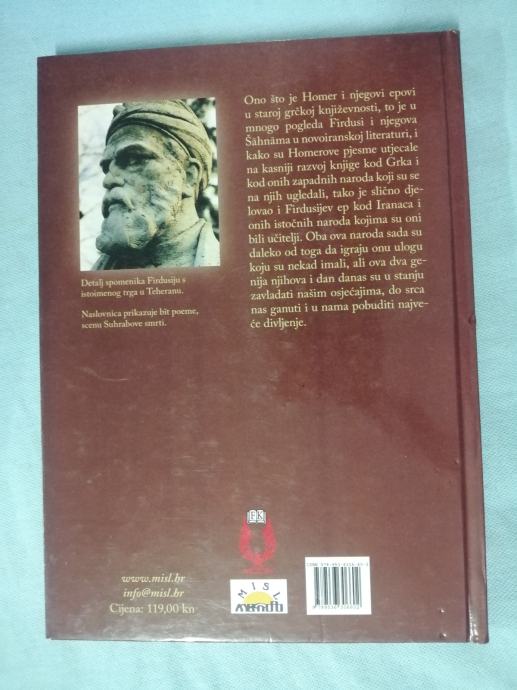 Ono što je Homer i njegovi epovi
u staroj grčkoj književnosti, to je u
mnogo pogleda Firdusi i njegova
Šāhnāma u novoiranskoj literaturi, i
kako su Homerove pjesme utjecale
na kasniji razvoj knjige kod Grka i
kod onih zapadnih naroda koji su se
na njih ugledali, tako je slično dje-
lovao i Firdusijev ep kod Iranaca i
onih istočnih naroda kojima su oni
bili učitelji. Oba ova naroda sada su
daleko od toga da igraju onu ulogu
koju su nekad imali, ali ova dva ge-
nija njihova i dan danas su u stanju
zavladati našim osjećajima, do srca
nas ganuti i u nama pobuditi najve-
će divljenje.
Detalj spomenika Firdusiju s
istoimenog trga u Teheranu.
Naslovnica prikazuje bit poeme,
scenu Suhrabove smrti.
FK
www.misl.hr
info@misl.hr
Cijena: 119,00 kn
MISL
ISBN